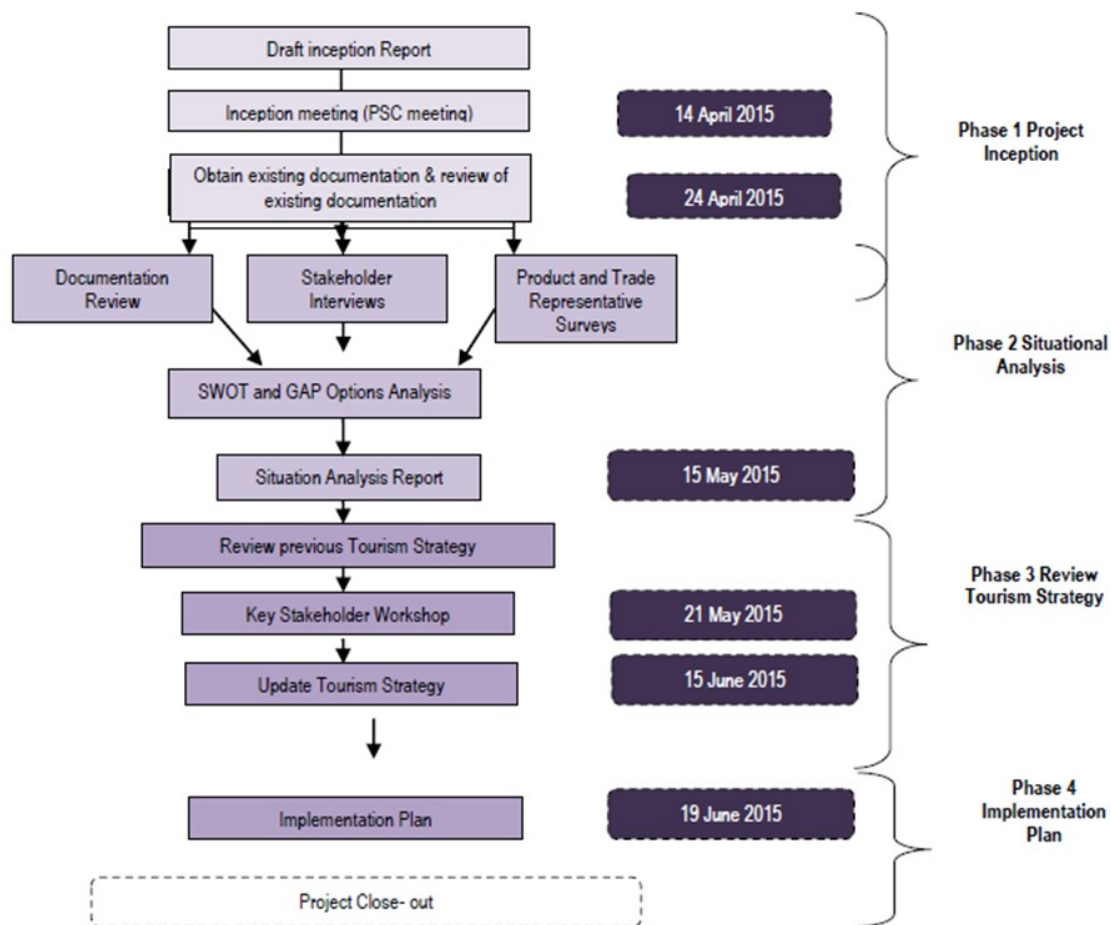 Draft inception Report
Inception meeting (PSC meeting)
14 April 2015
Phase 1 Project
Inception
Obtain existing documentation & review of
existing documentation
24 April 2015
Documentation
Review
Stakeholder
Interviews
Product and Trade
Representative
Surveys
Phase 2 Situational
Analysis
SWOT and GAP Options Analysis
Situation Analysis Report
15 May 2015
Review previous Tourism Strategy
Phase 3 Review
Tourism Strategy
Key Stakeholder Workshop
21 May 2015
Update Tourism Strategy
15 June 2015
Implementation Plan
19 June 2015
Phase 4
Implementation
Plan
Project Close- out